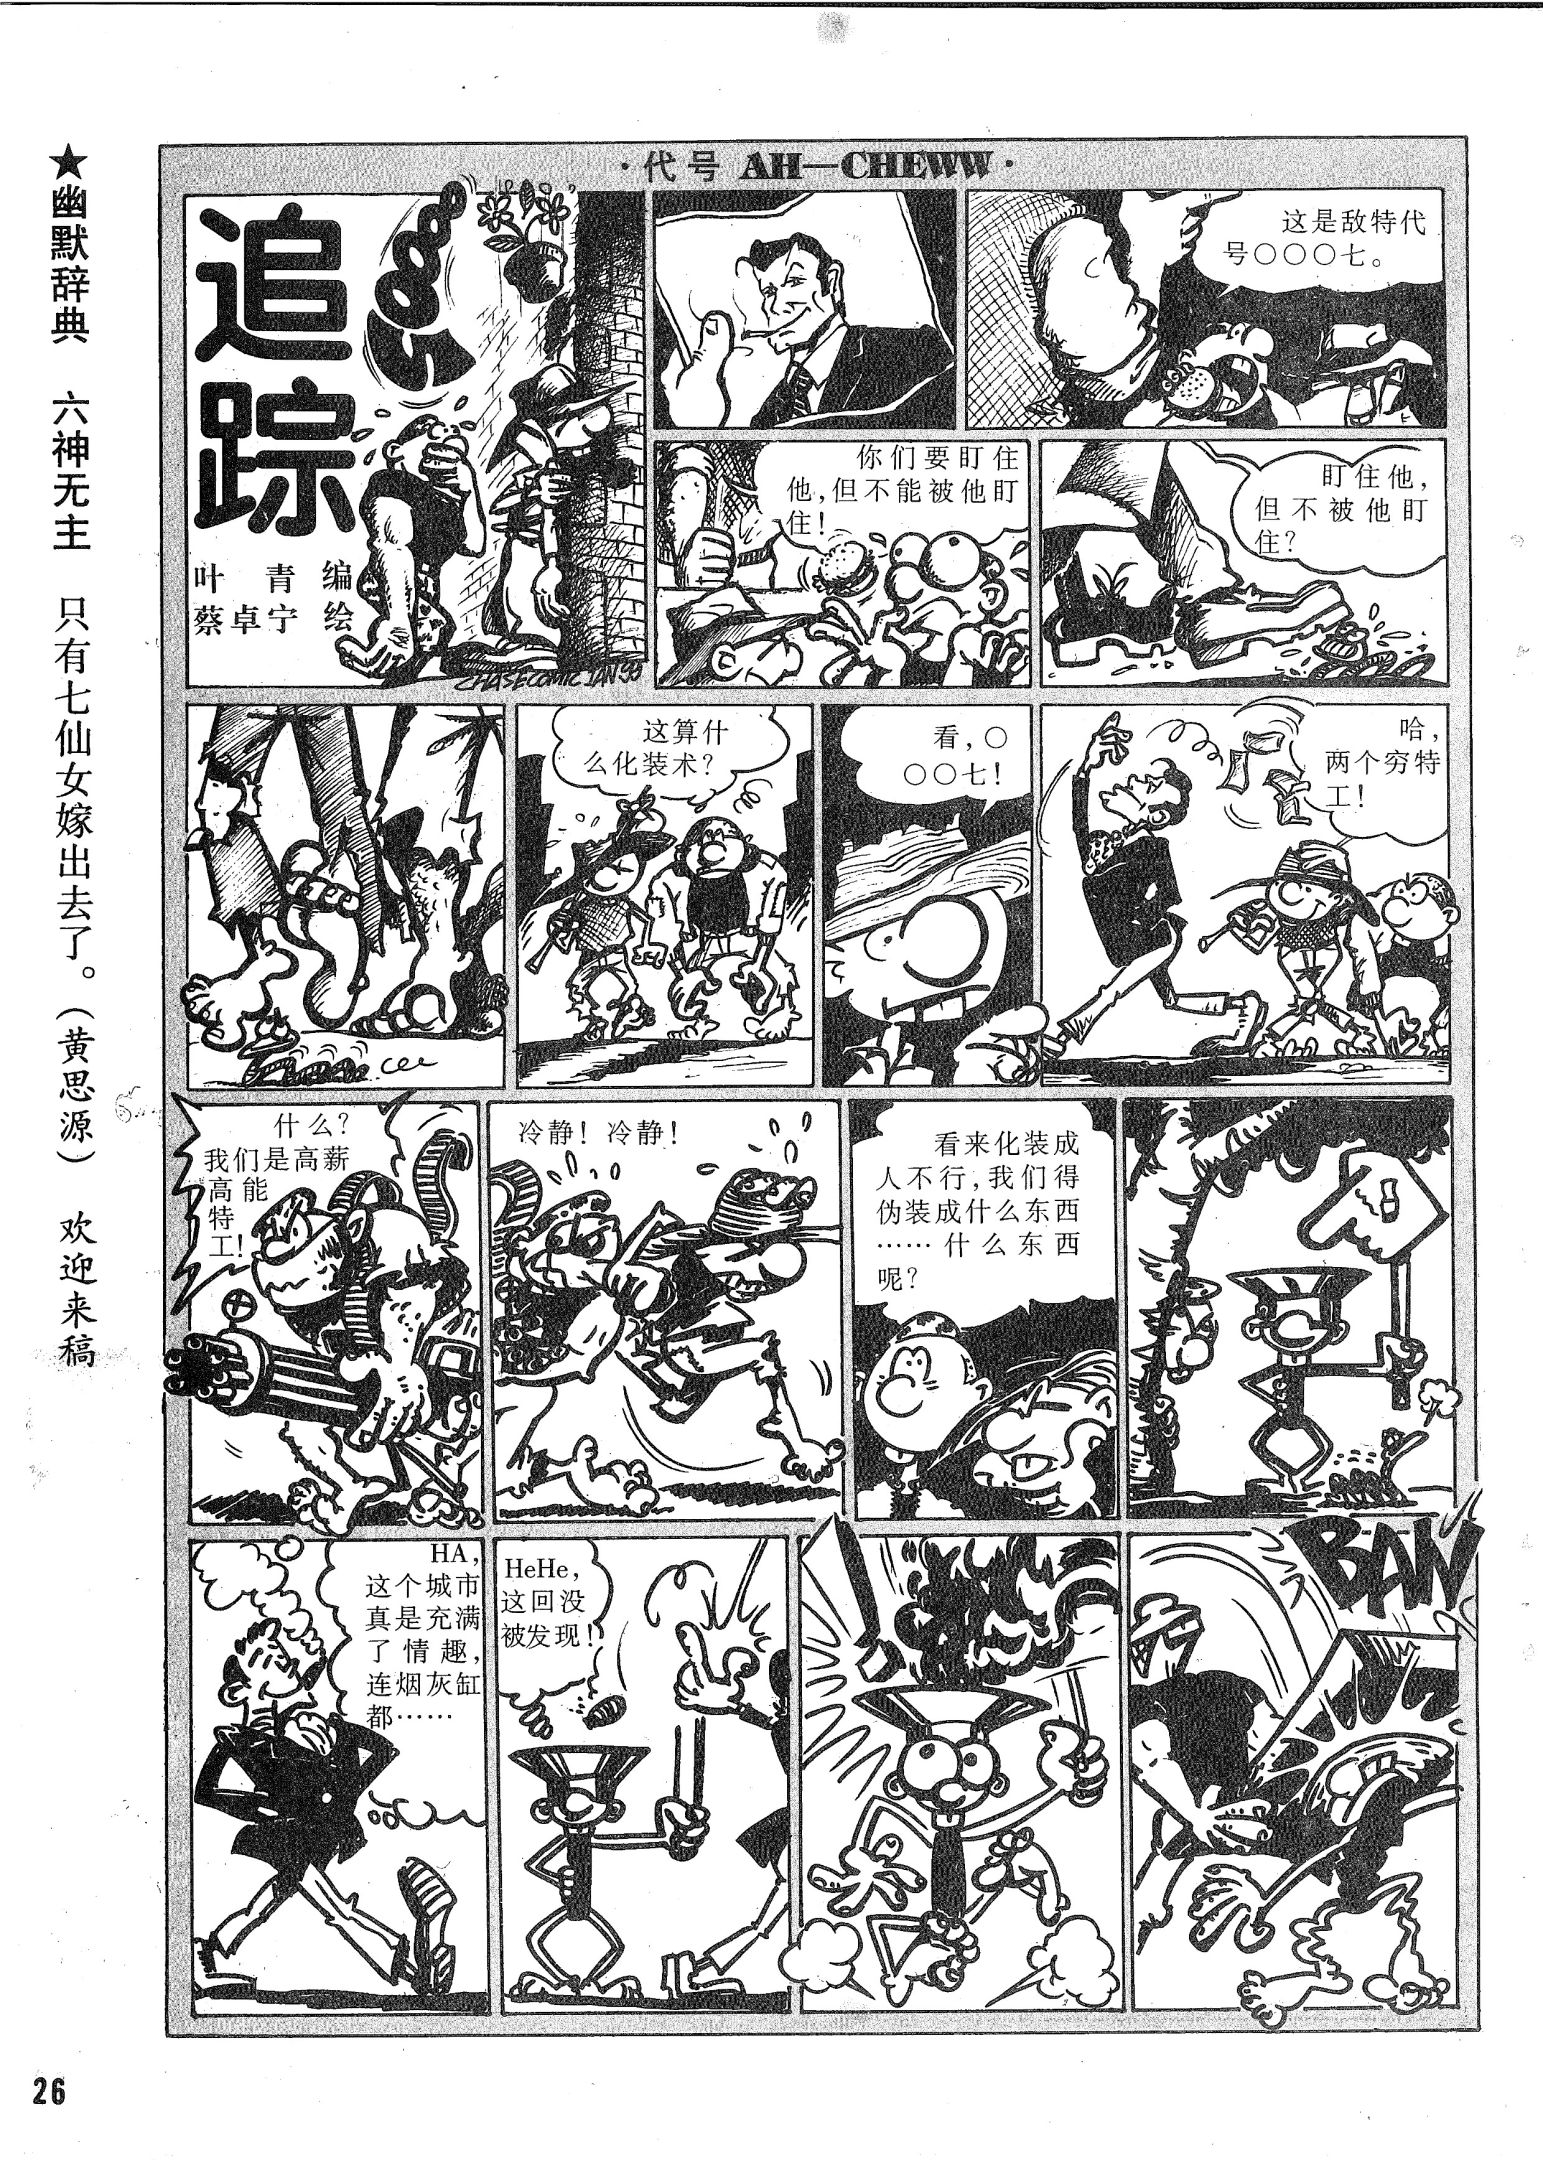 ★幽默辞典 六神无主 只有七仙女嫁出去了。（黄思源） 欢迎来稿
·代号 AH—CHEWW·
追踪
叶青 编
蔡卓宁 绘
CHASECOMIC JAN 99
这是敌特代
号〇〇〇七。
你们要盯住
他，但不能被他盯
住！
盯住他，
但不被他盯
住？
这算什
么化装术？
看，〇
〇〇七！
哈，
两个穷特
工！
什么？
我们是高薪
高能
特
工！
冷静！冷静！
看来化装成
人不行，我们得
伪装成什么东西
……什么东西
呢？
HA，
这个城市
真是充满
了情趣，
连烟灰缸
都……
HeHe，
这回没
被发现！
BAN
26